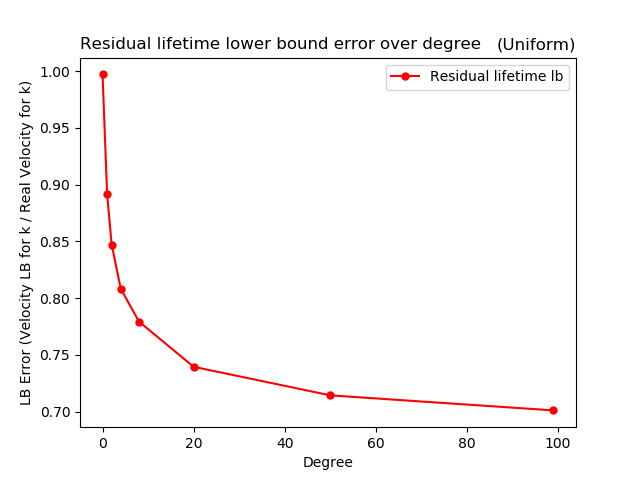 Residual lifetime lower bound error over degree (Uniform)
Residual lifetime lb
LB Error (Velocity LB for k / Real Velocity for k)
1.00
0.95
0.90
0.85
0.80
0.75
0.70
0 20 40 60 80 100
Degree